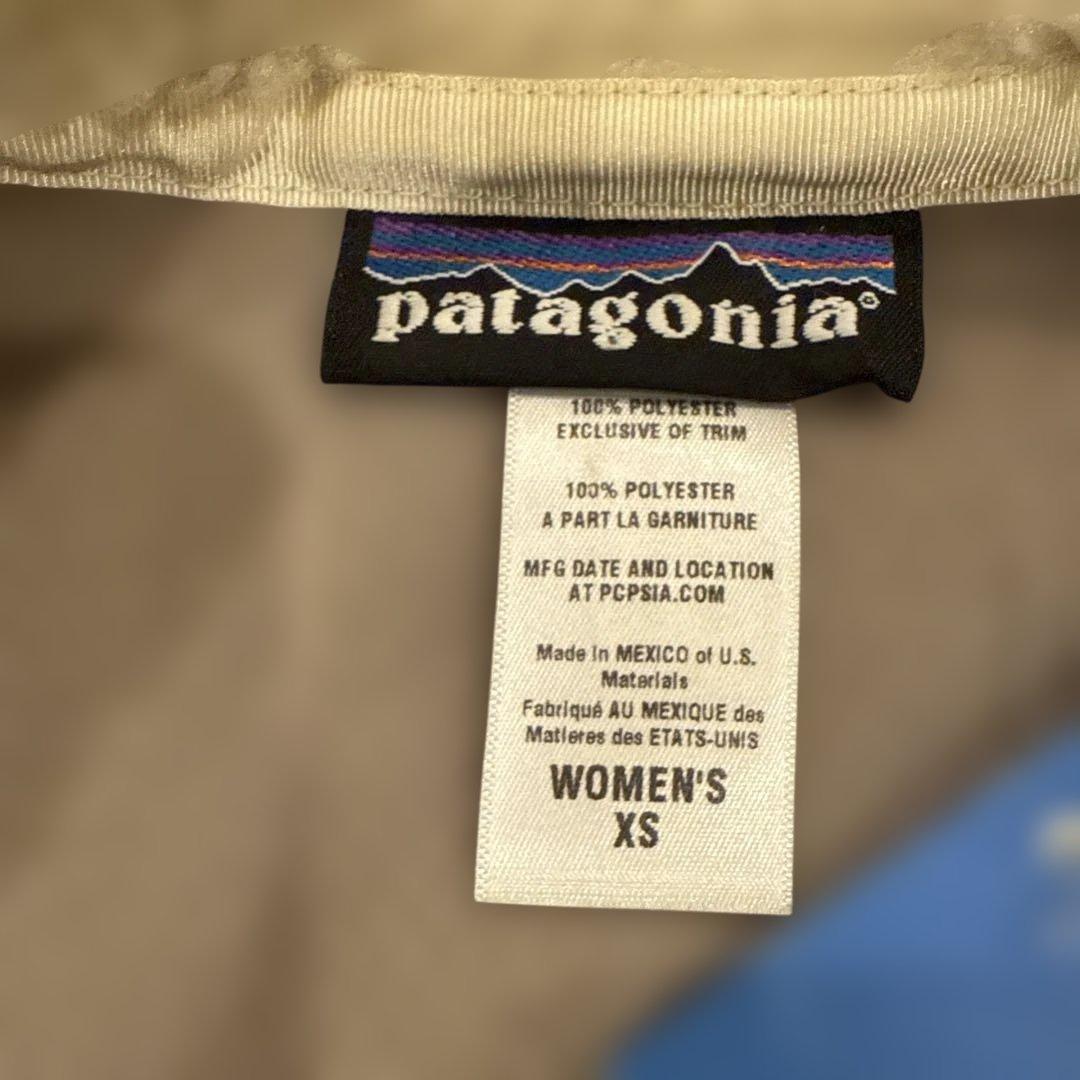 patagonia®
100% POLYESTER
EXCLUSIVE OF TRIM
100% POLYESTER
A PART LA GARNITURE
MFG DATE AND LOCATION
AT PCPSIA.COM
Made In MEXICO of U.S.
Materials
Fabriqué AU MEXIQUE des
Matieres des ETATS-UNIS
WOMEN'S
XS